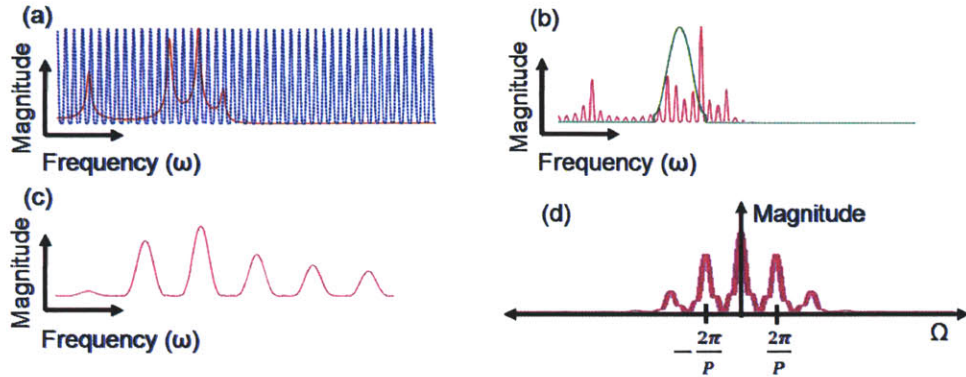 (a)
Magnitude
Frequency (ω)
(b)
Magnitude
Frequency (ω)
(c)
Magnitude
Frequency (ω)
(d)
Magnitude
Ω
−2π/P
2π/P